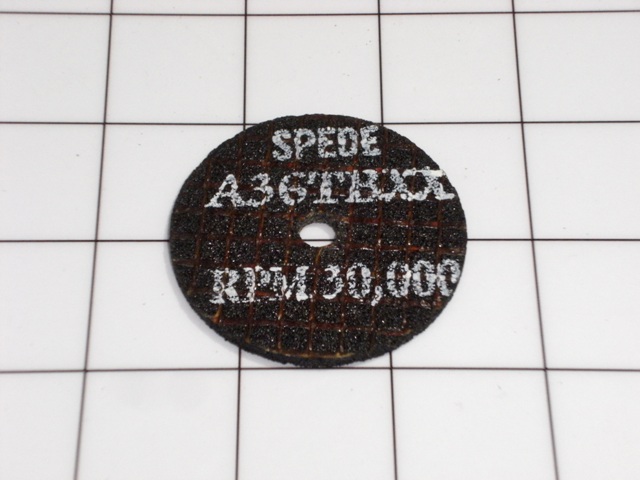 SPEDE
A36TBXX
RPM 30,000